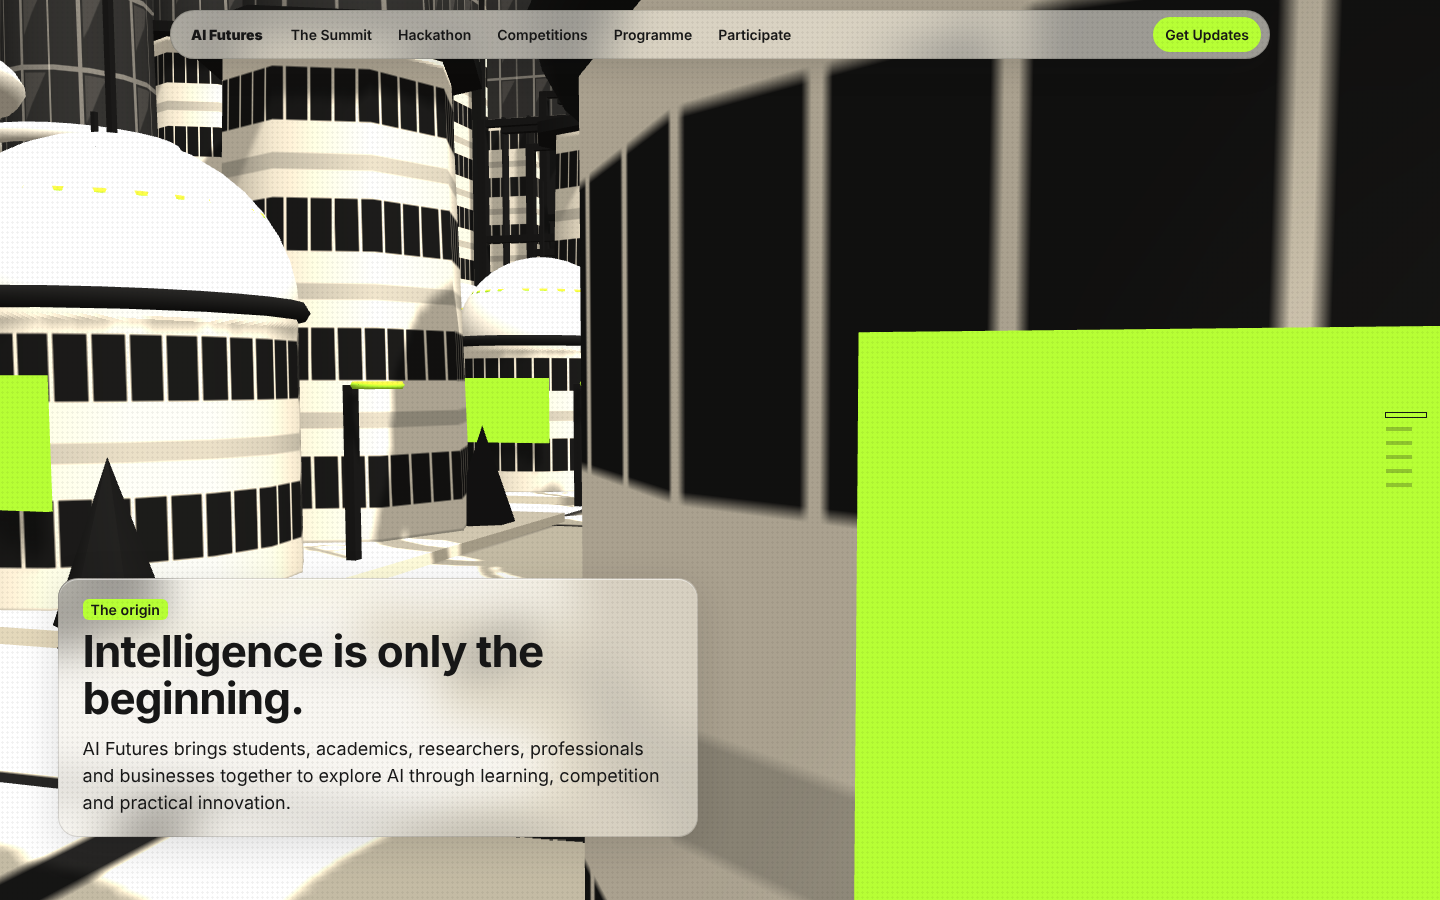 AI Futures The Summit Hackathon Competitions Programme Participate Get Updates
The origin
Intelligence is only the
beginning.
AI Futures brings students, academics, researchers, professionals
and businesses together to explore AI through learning, competition
and practical innovation.